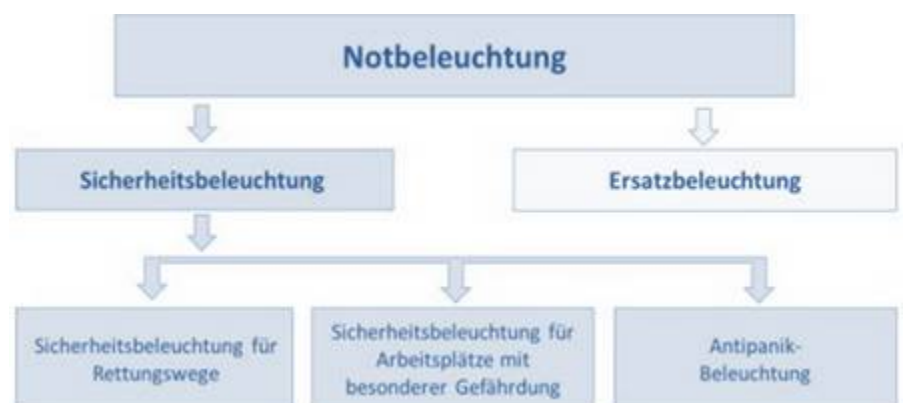 Notbeleuchtung
Sicherheitsbeleuchtung
Ersatzbeleuchtung
Sicherheitsbeleuchtung für
Rettungswege
Sicherheitsbeleuchtung für
Arbeitsplätze mit
besonderer Gefährdung
Antipanik-
Beleuchtung